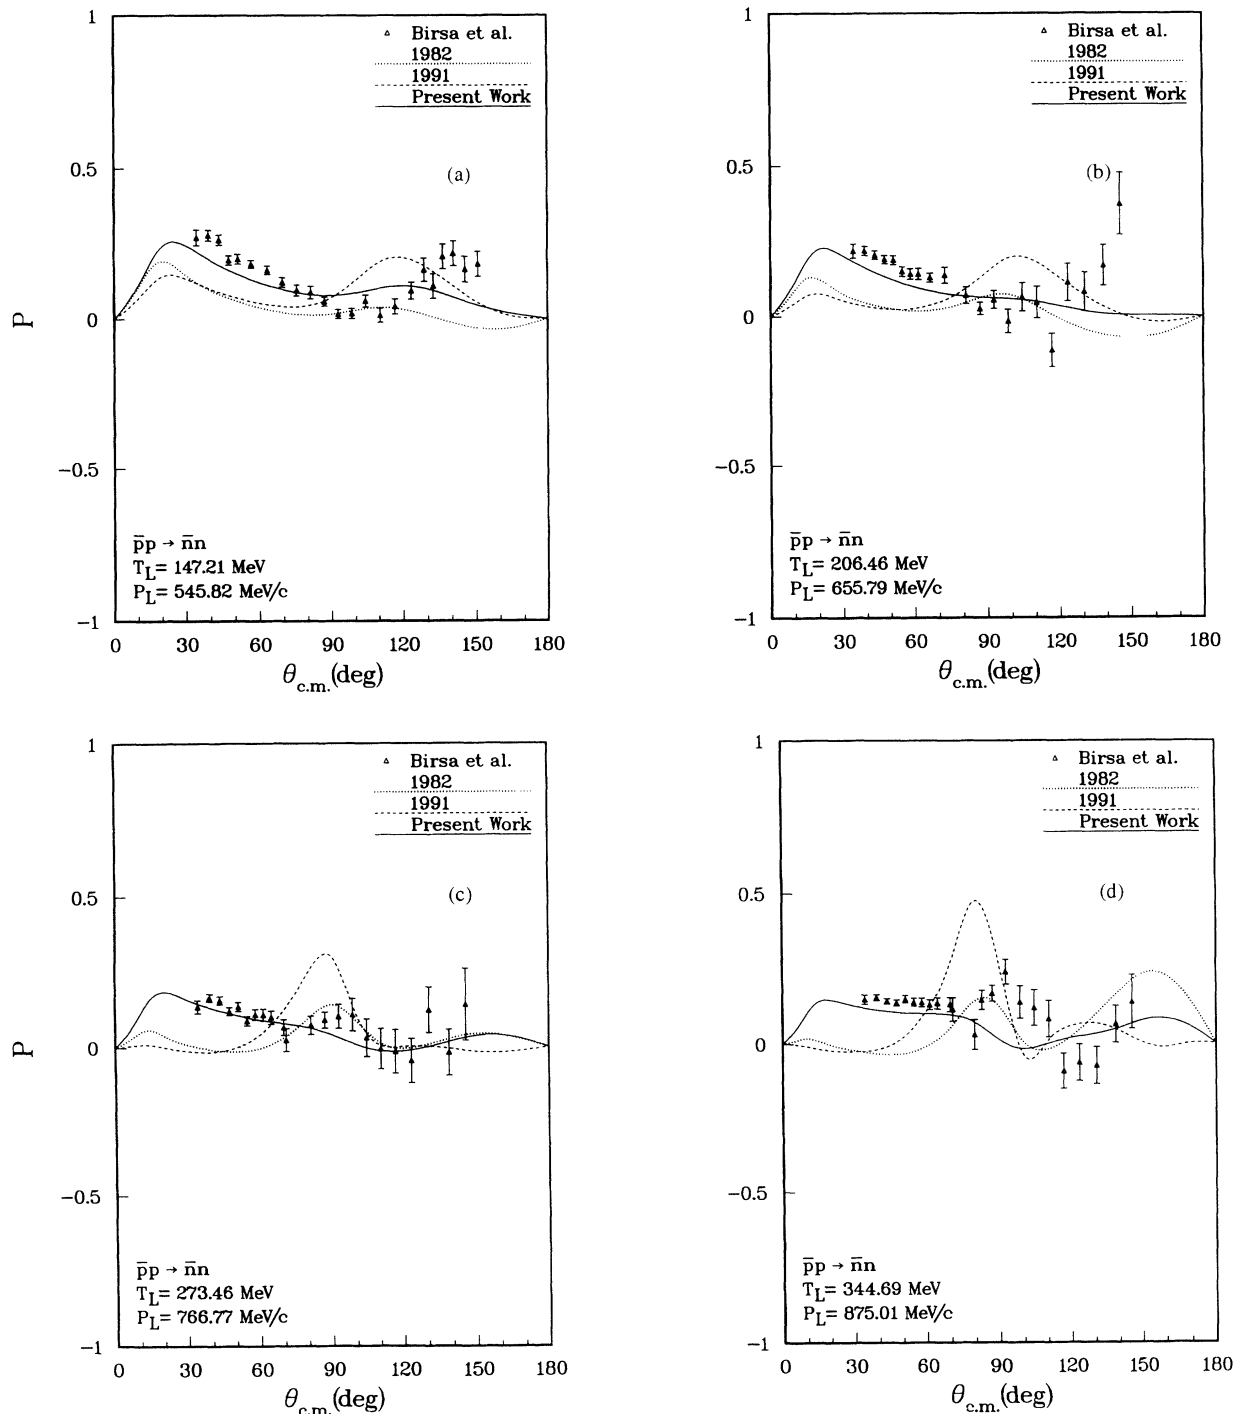 1
Birsa et al.
1982
1991
Present Work
0.5
(a)
P
0
−0.5
p̅p → n̅n
T_L= 147.21 MeV
P_L= 545.82 MeV/c
−1
0 30 60 90 120 150 180
θ_c.m.(deg)
1
Birsa et al.
1982
1991
Present Work
0.5
(b)
0
−0.5
p̅p → n̅n
T_L= 206.46 MeV
P_L= 655.79 MeV/c
−1
0 30 60 90 120 150 180
θ_c.m.(deg)
1
Birsa et al.
1982
1991
Present Work
0.5
(c)
P
0
−0.5
p̅p → n̅n
T_L= 273.46 MeV
P_L= 766.77 MeV/c
−1
0 30 60 90 120 150 180
θ_c.m.(deg)
1
Birsa et al.
1982
1991
Present Work
0.5
(d)
0
−0.5
p̅p → n̅n
T_L= 344.69 MeV
P_L= 875.01 MeV/c
−1
0 30 60 90 120 150 180
θ_c.m.(deg)